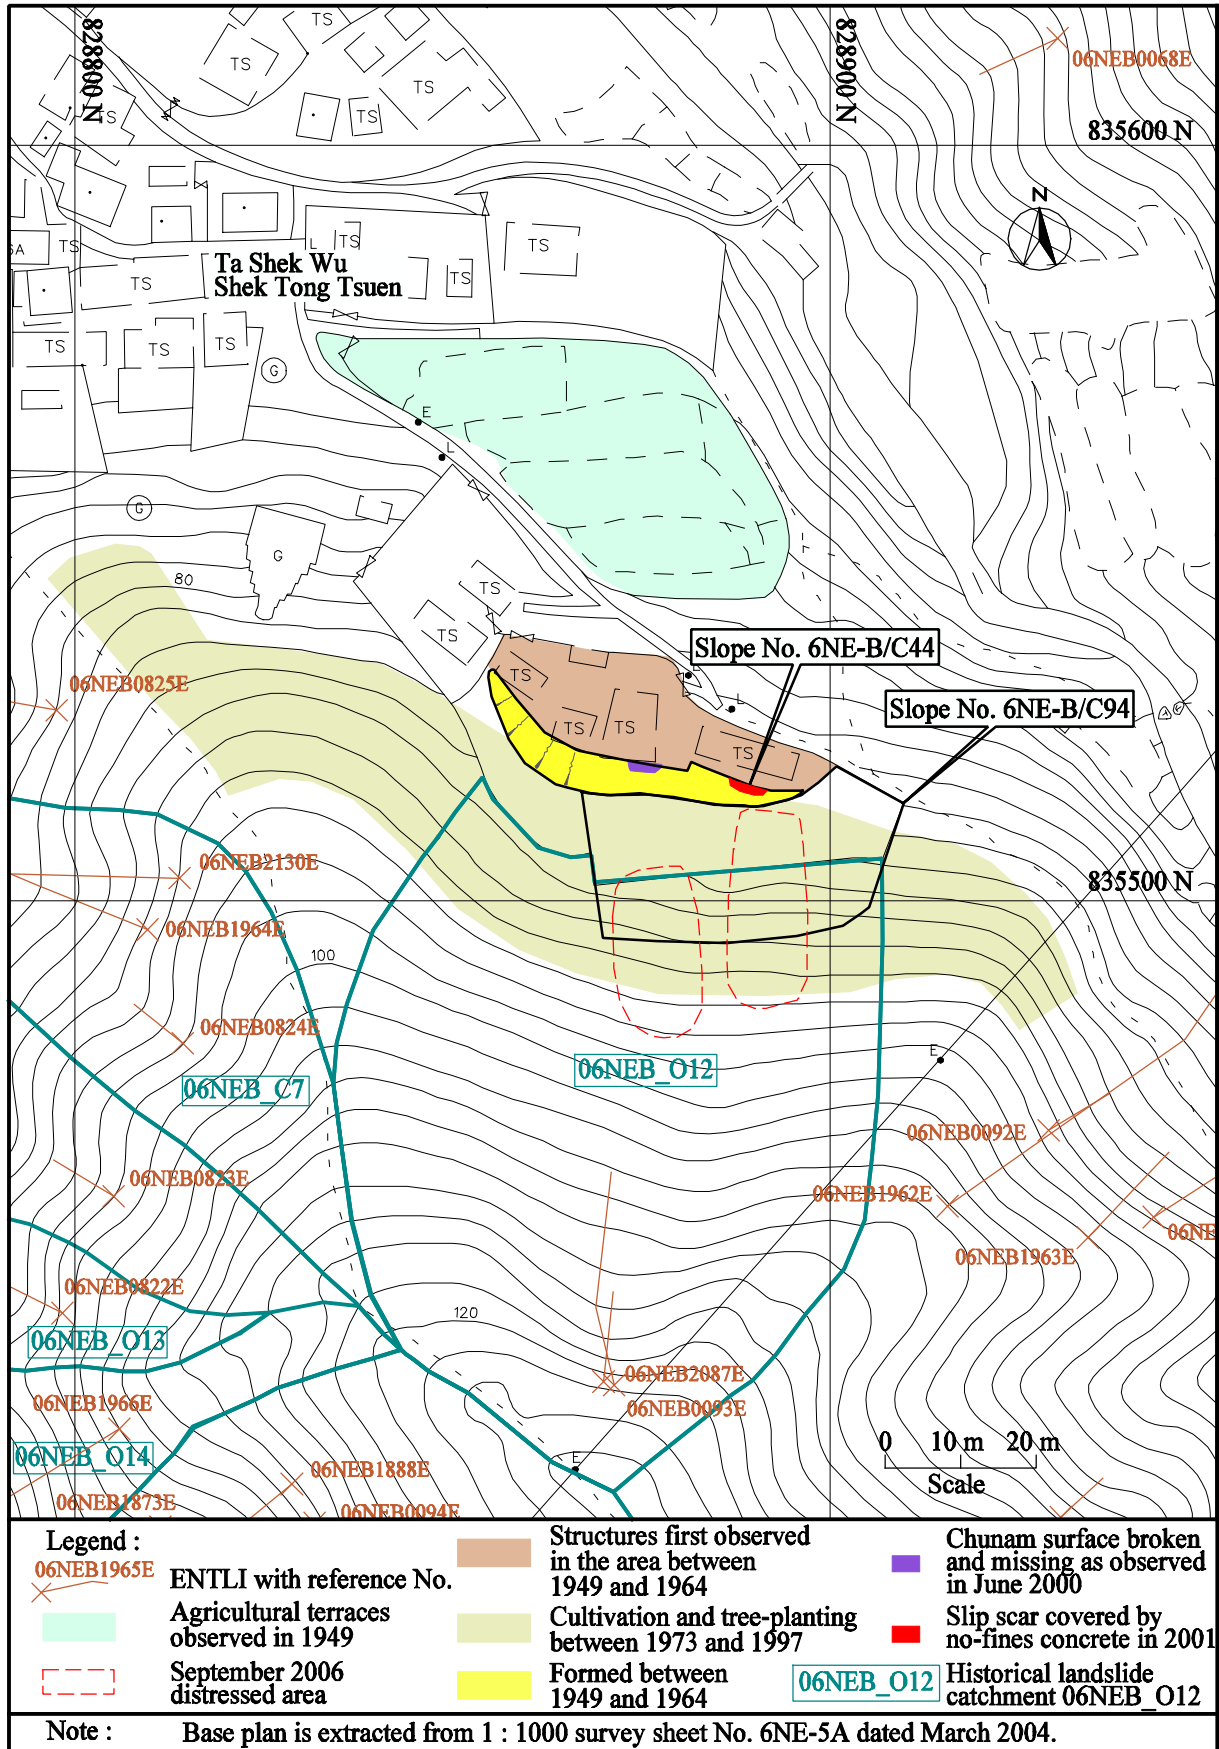 TS
828800 N
828900 N
06NEB0068E
TS
TS
TS
TS
835600 N
N
TS
L
TS
TS
TS
TS
Ta Shek Wu
Shek Tong Tsuen
TS
TS
TS
G
E
L
G
G
80
TS
TS
Slope No. 6NE-B/C44
06NEB0825E
TS
L
Slope No. 6NE-B/C94
TS
TS
TS
06NEB2130E
835500 N
06NEB1964E
100
06NEB0824E
06NEB_O12
E
06NEB_C7
06NEB0092E
06NEB0823E
06NEB1962E
06NE
06NEB1963E
06NEB0822E
120
06NEB_O13
06NEB2087E
06NEB1966E
06NEB0093E
06NEB_O14
E
0 10 m 20 m
06NEB1888E
Scale
06NEB1873E
06NEB0094E
Legend :
06NEB1965E
ENTLI with reference No.
Agricultural terraces
observed in 1949
September 2006
distressed area
Structures first observed
in the area between
1949 and 1964
Cultivation and tree-planting
between 1973 and 1997
Formed between
1949 and 1964
Chunam surface broken
and missing as observed
in June 2000
Slip scar covered by
no-fines concrete in 2001
06NEB_O12
Historical landslide
catchment 06NEB_O12
Note : Base plan is extracted from 1 : 1000 survey sheet No. 6NE-5A dated March 2004.